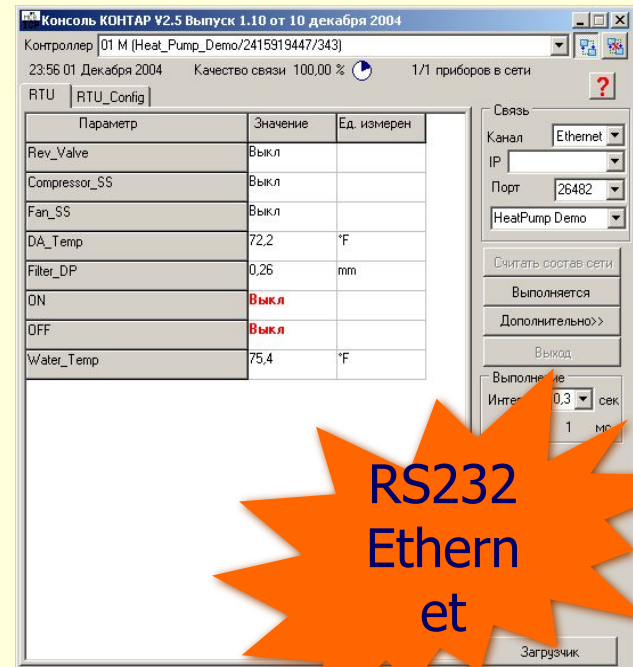 Консоль КОНТАР V2.5 Выпуск 1.10 от 10 декабря 2004
Контроллер 01 M (Heat_Pump_Demo/2415919447/343)
23:56 01 Декабря 2004 Качество связи 100,00 % 1/1 приборов в сети
RTU RTU_Config
Параметр Значение Ед. измерен
Rev_Valve Выкл
Compressor_SS Выкл
Fan_SS Выкл
DA_Temp 72,2 °F
Filter_DP 0,26 mm
ON Выкл
OFF Выкл
Water_Temp 75,4 °F
?
Связь
Канал Ethernet
IP
Порт 26482
HeatPump Demo
Считать состав сети
Выполняется
Дополнительно>>
Выход
0,3 сек
1
RS232
Ethern
et
Загрузчик